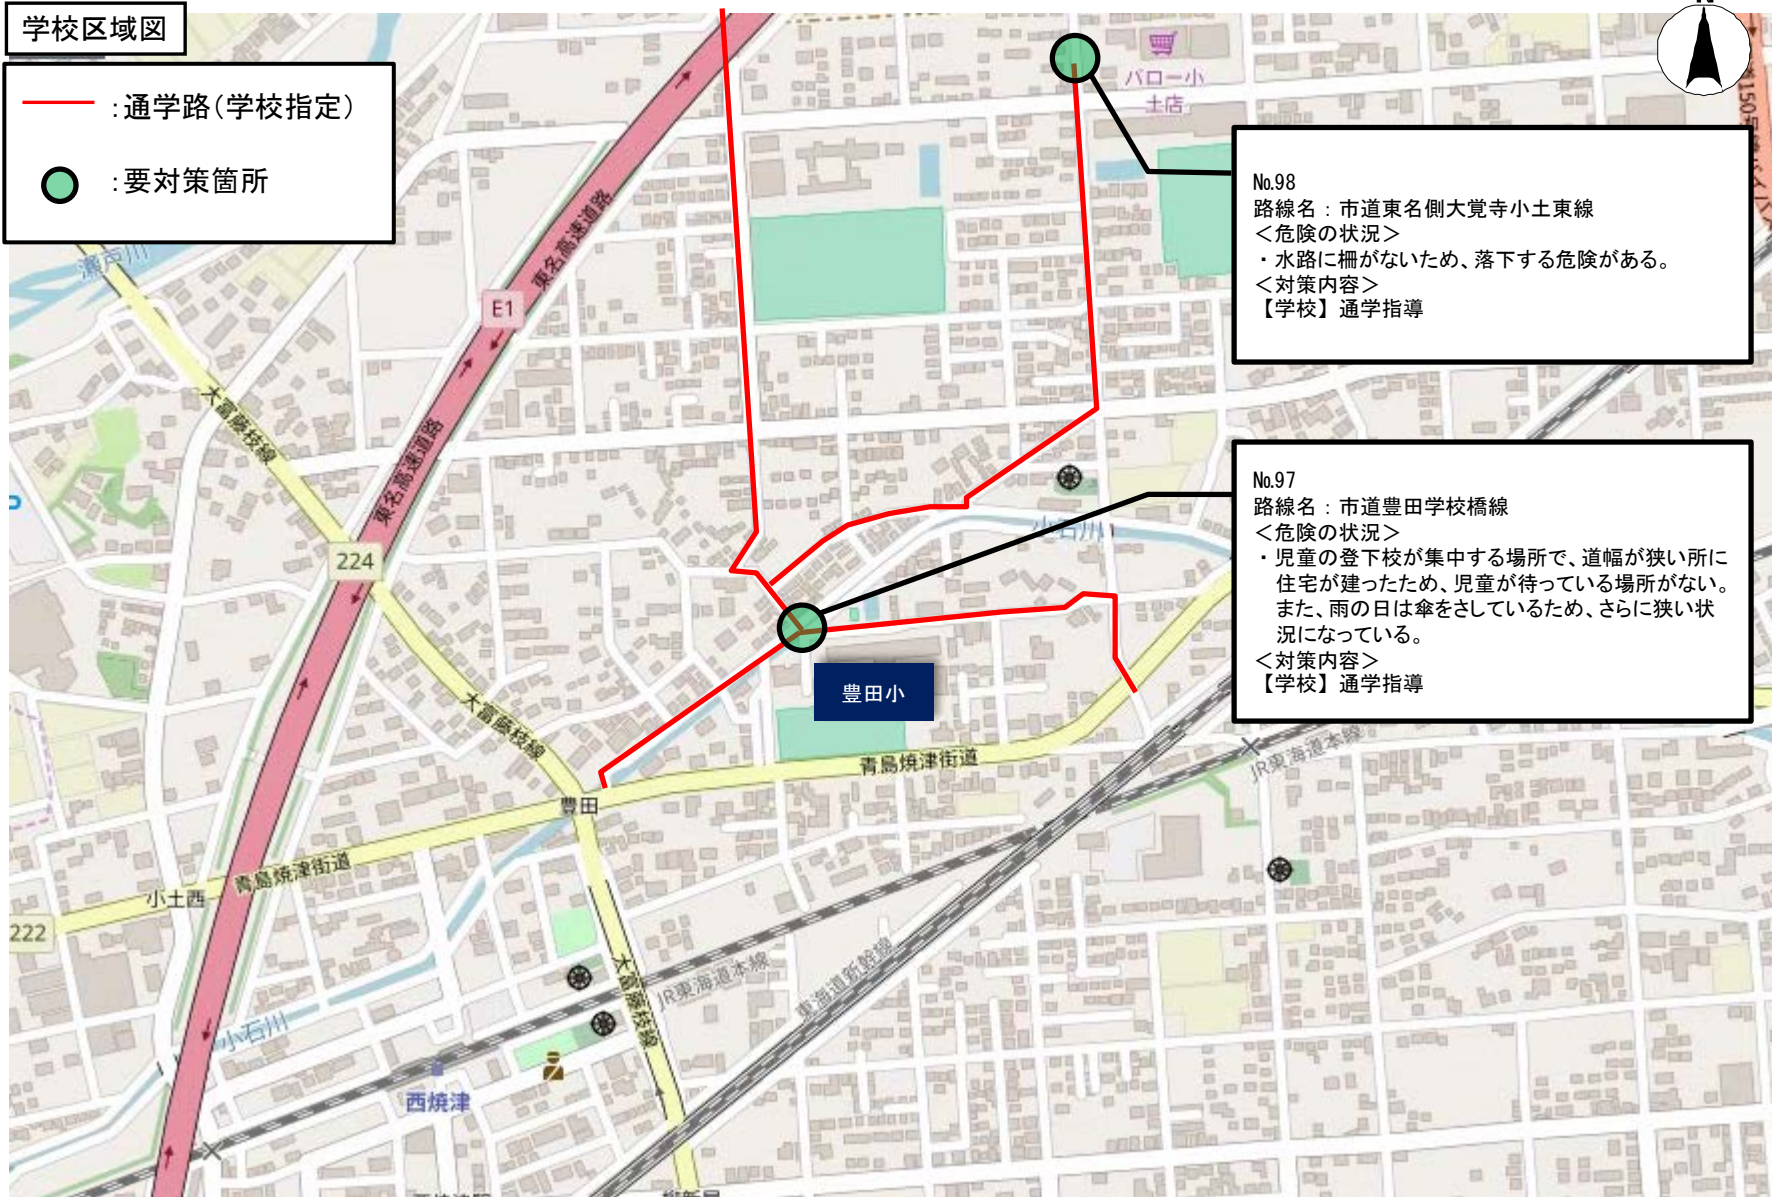 学校区域図
：通学路(学校指定)
：要対策箇所
N
バロー小
土店
No.98
路線名：市道東名側大覚寺小土東線
＜危険の状況＞
・水路に柵がないため、落下する危険がある。
＜対策内容＞
【学校】通学指導
瀬戸川
E1
東名高速道路
大富藤枝線
東名高速道路
224
小石川
No.97
路線名：市道豊田学校橋線
＜危険の状況＞
・児童の登下校が集中する場所で、道幅が狭い所に
住宅が建ったため、児童が待っている場所がない。
また、雨の日は傘をさしているため、さらに狭い状
況になっている。
＜対策内容＞
【学校】通学指導
豊田小
大富藤枝線
青島焼津街道
JR東海道本線
豊田
青島焼津街道
小土西
222
大富藤枝線
JR東海道本線
東海道新幹線
小石川
西焼津